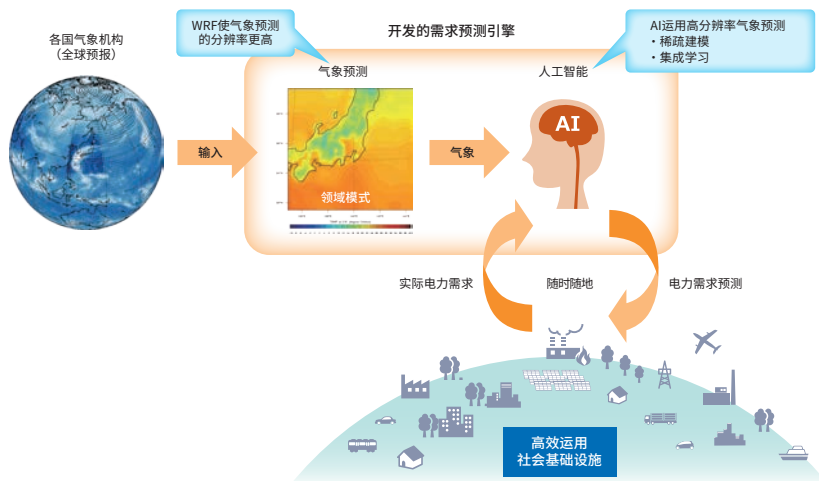 各国气象机构
（全球预报）
WRF使气象预测
的分辨率更高
开发的需求预测引擎
AI运用高分辨率气象预测
・稀疏建模
・集成学习
气象预测
人工智能
AI
输入
气象
领域模式
实际电力需求
随时随地
电力需求预测
高效运用
社会基础设施